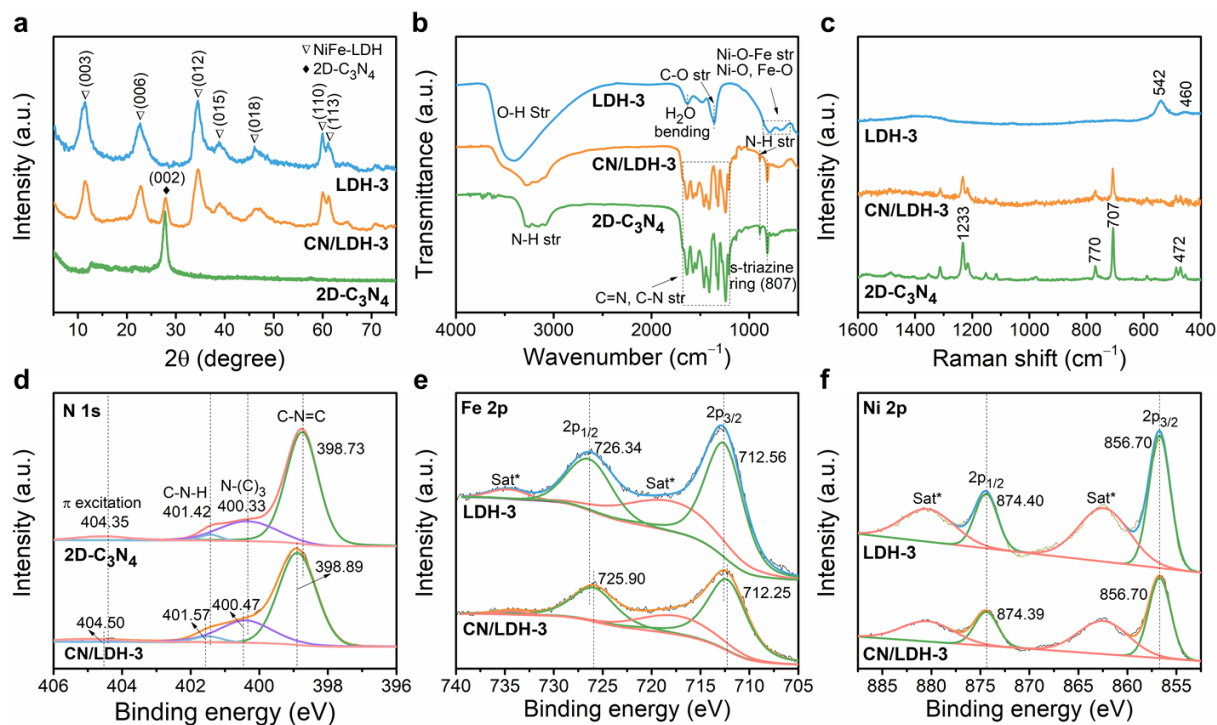 a
▽ NiFe-LDH
♦ 2D-C₃N₄
▽(003)
▽(006)
▽(012)
▽(015)
▽(018)
▽(110)
▽(113)
LDH-3
(002)
CN/LDH-3
2D-C₃N₄
Intensity (a.u.)
10 20 30 40 50 60 70
2θ (degree)
b
Ni-O-Fe str
C-O str
Ni-O, Fe-O
LDH-3
O-H Str
H₂O
bending
N-H str
CN/LDH-3
2D-C₃N₄
N-H str
s-triazine
ring (807)
C=N, C-N str
Transmittance (a.u.)
4000 3000 2000 1000
Wavenumber (cm⁻¹)
c
542
460
LDH-3
CN/LDH-3
1233
770
707
472
2D-C₃N₄
Intensity (a.u.)
1600 1400 1200 1000 800 600 400
Raman shift (cm⁻¹)
d
N 1s
C-N=C
398.73
N-(C)₃
C-N-H
400.33
401.42
π excitation
404.35
2D-C₃N₄
398.89
400.47
401.57
404.50
CN/LDH-3
Intensity (a.u.)
406 404 402 400 398 396
Binding energy (eV)
e
Fe 2p
2p₃/₂
2p₁/₂
726.34
712.56
Sat*
Sat*
LDH-3
725.90
712.25
CN/LDH-3
Intensity (a.u.)
740 735 730 725 720 715 710 705
Binding energy (eV)
f
Ni 2p
2p₃/₂
856.70
2p₁/₂
Sat*
874.40
Sat*
LDH-3
856.70
874.39
CN/LDH-3
Intensity (a.u.)
885 880 875 870 865 860 855
Binding energy (eV)